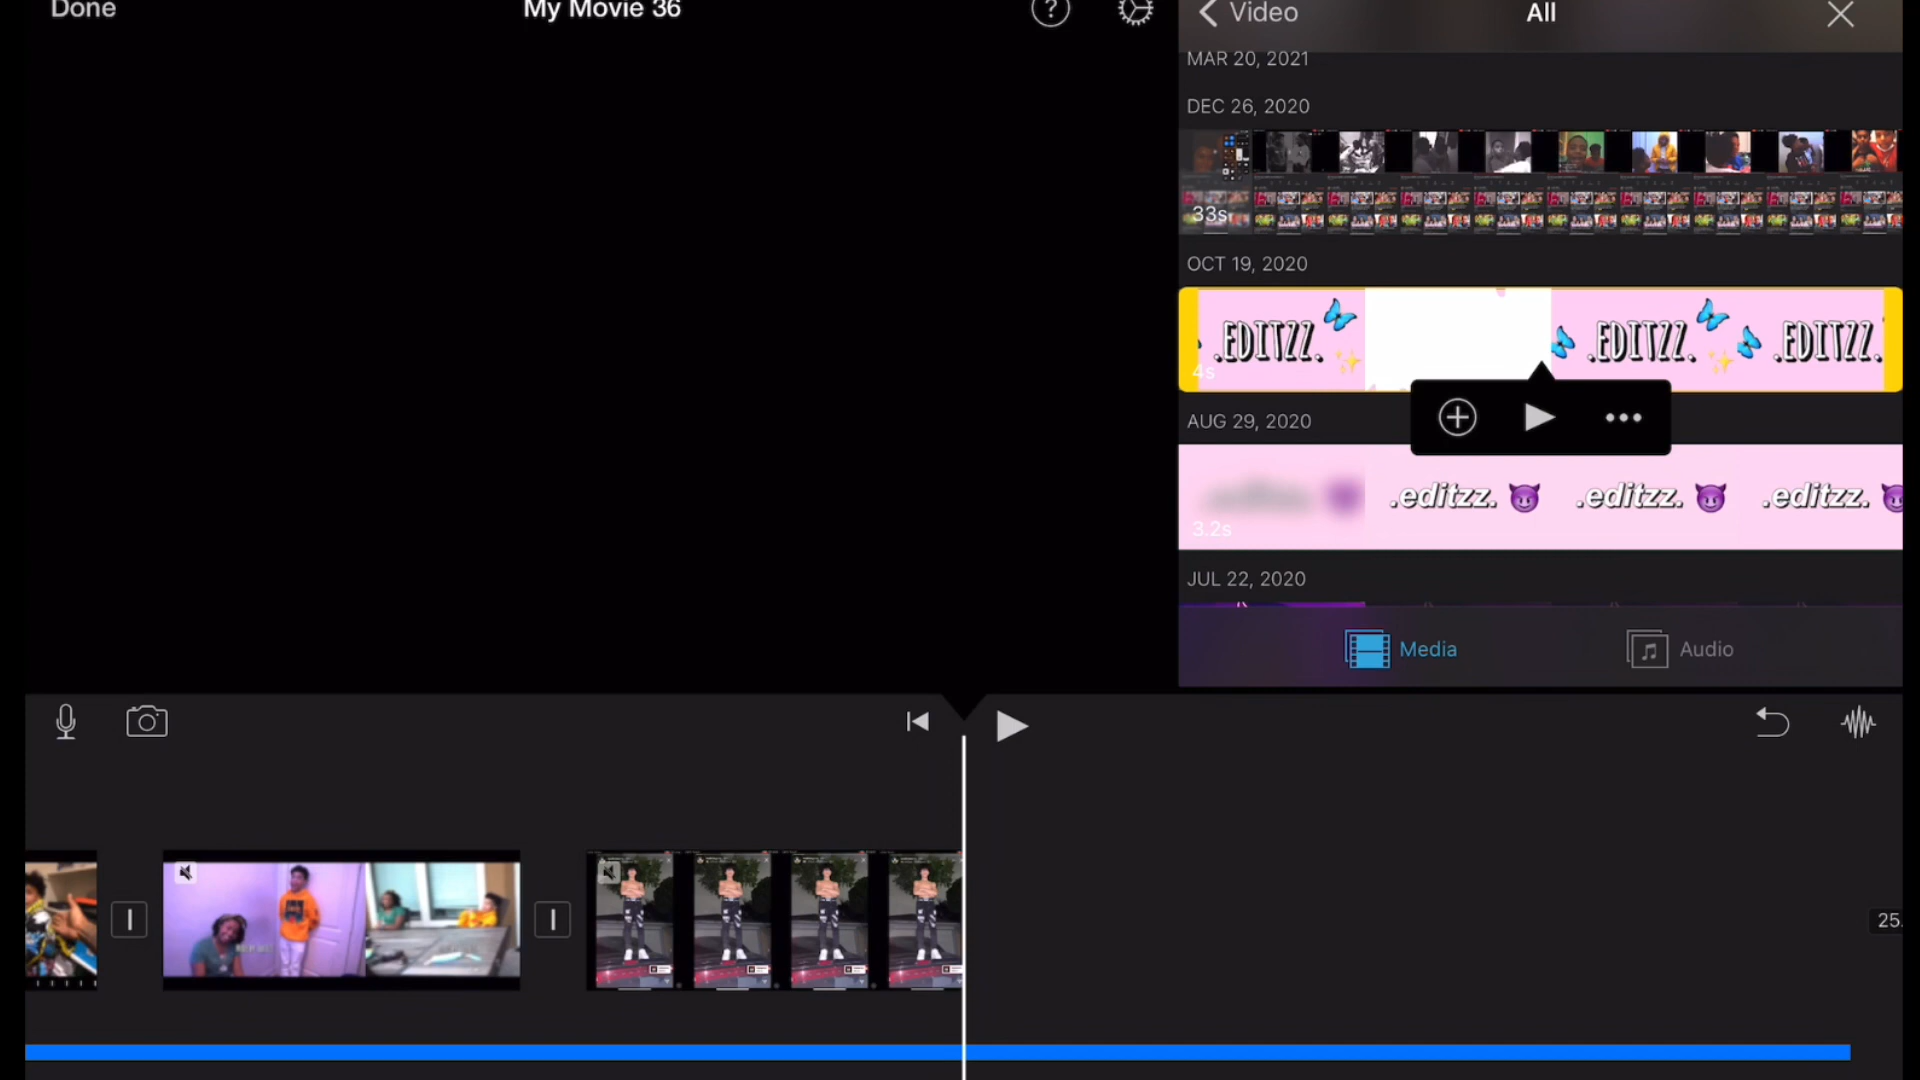 Done
My Movie 36
?
Video
All
MAR 20, 2021
DEC 26, 2020
33s
OCT 19, 2020
.EDITZZ. .EDITZZ. .EDITZZ.
4s
AUG 29, 2020
.editzz. .editzz. .editzz.
3.2s
JUL 22, 2020
Media
Audio
25.